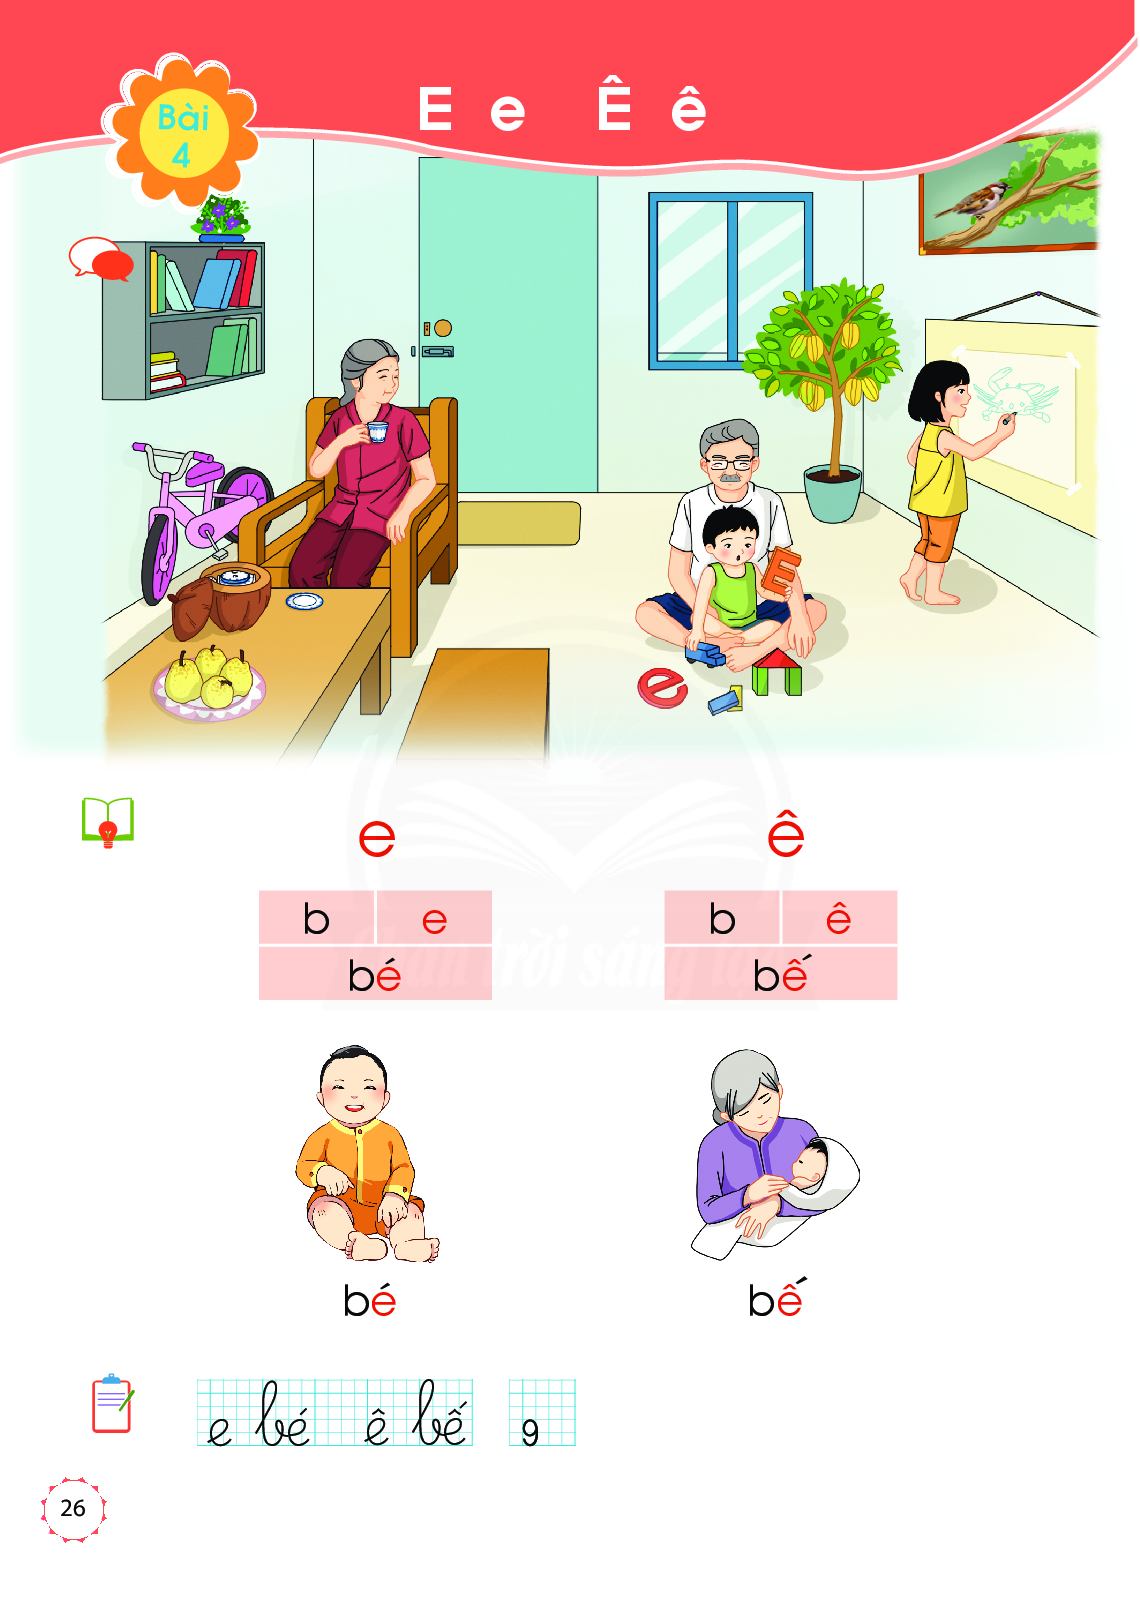 Bài
4
E e Ê ê
E
e
e ê
b e b ê
bé bế
bé bế
e bé ê bế 9
26